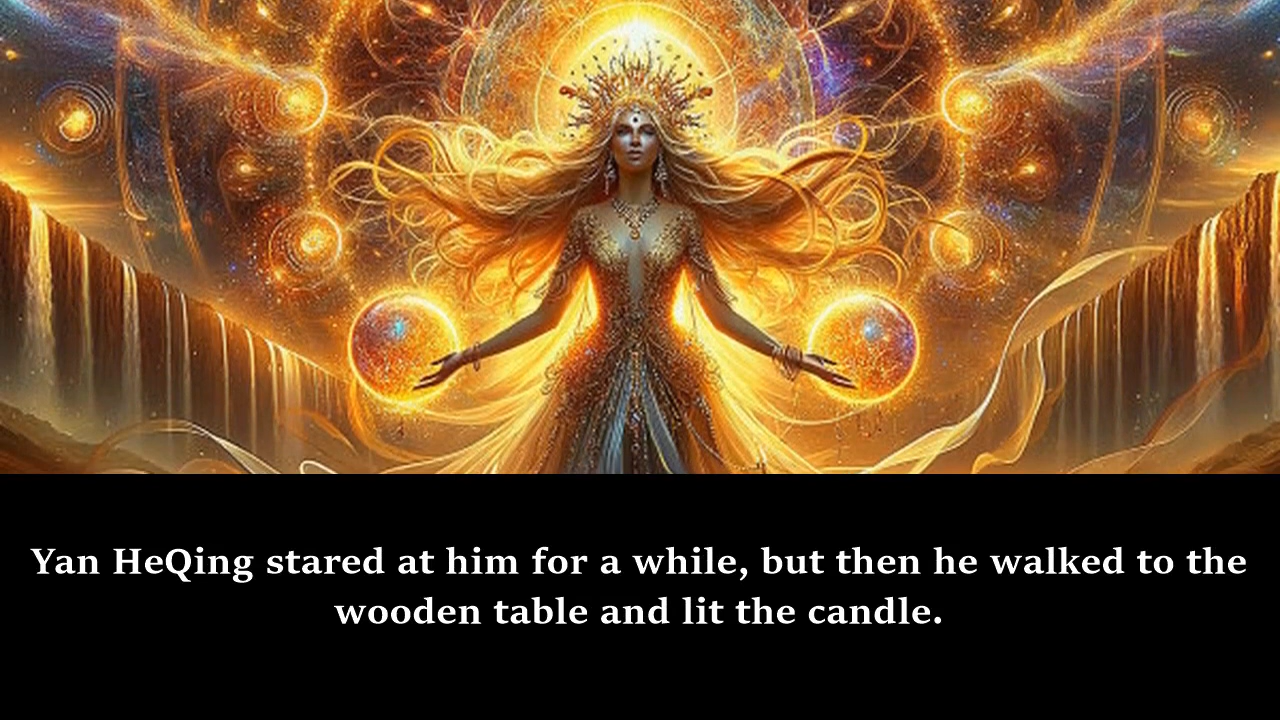 Yan HeQing stared at him for a while, but then he walked to the
wooden table and lit the candle.